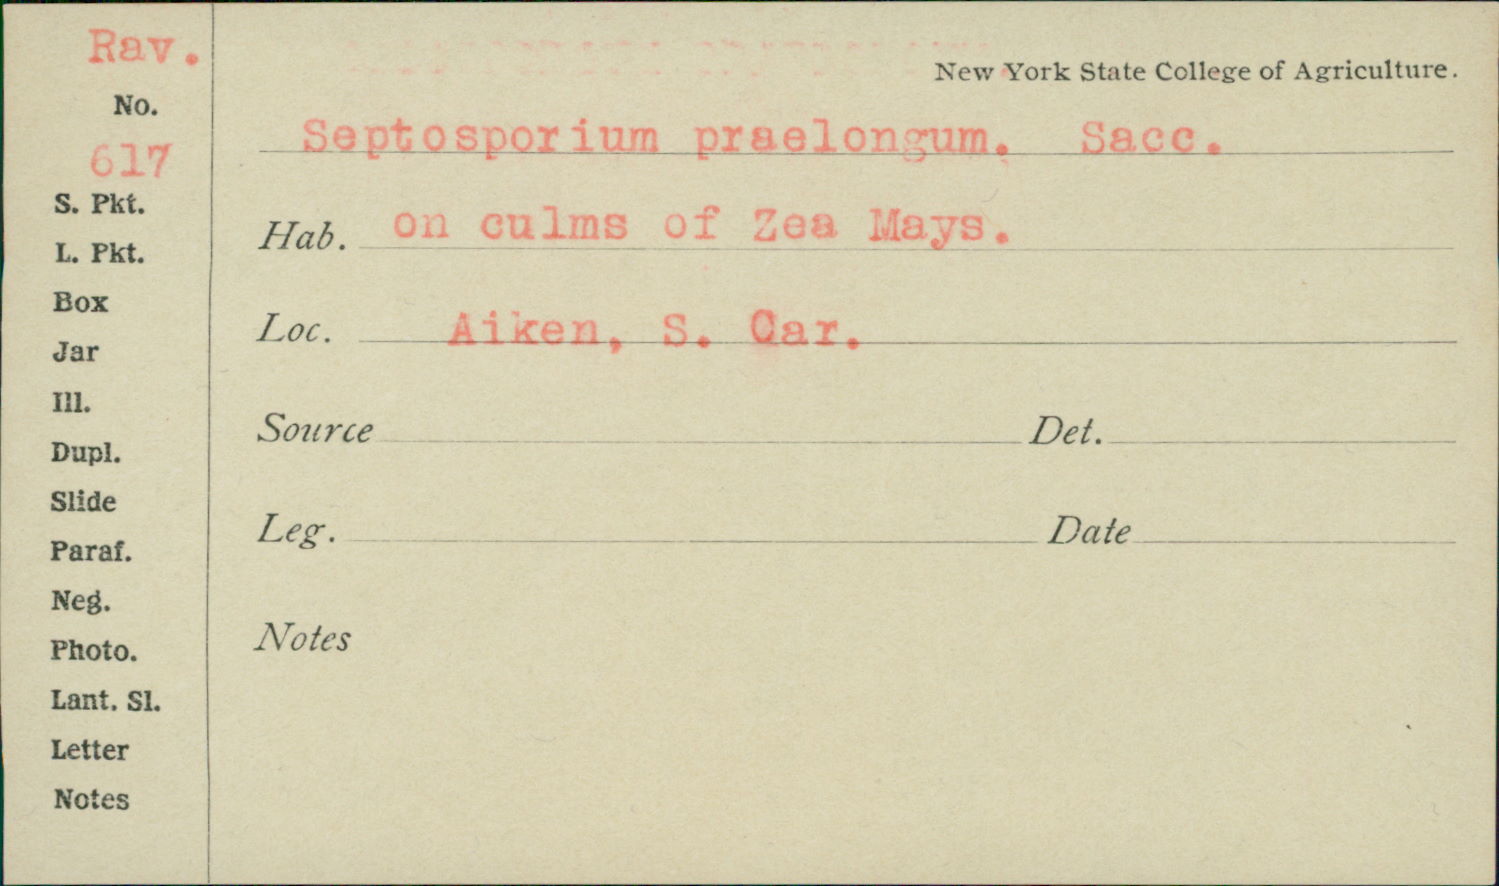 Rav.
No.
617
S. Pkt.
L. Pkt.
Box
Jar
Ill.
Dupl.
Slide
Paraf.
Neg.
Photo.
Lant. Sl.
Letter
Notes
New York State College of Agriculture.
Septosporium praelongum. Sacc.
Hab. on culms of Zea Mays.
Loc. Aiken, S. Car.
Source Det.
Leg. Date
Notes